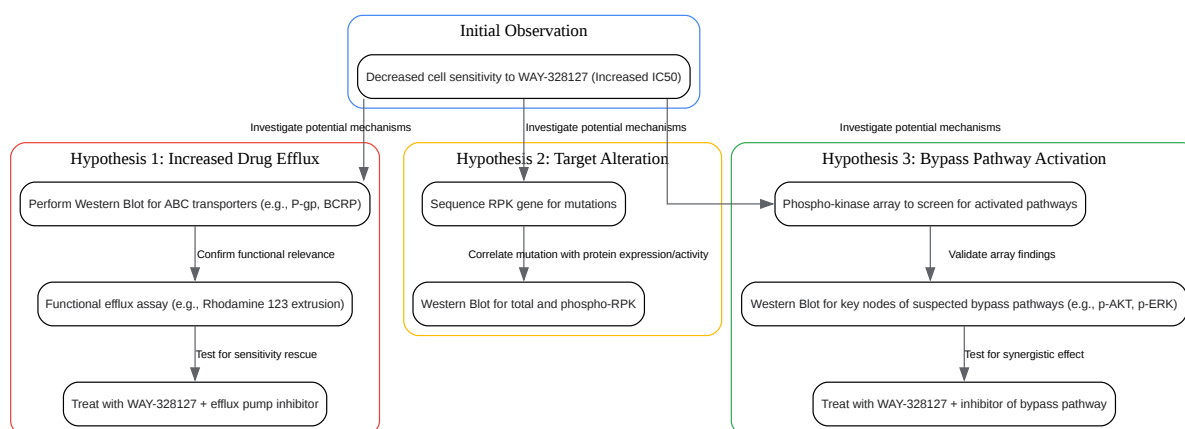 Initial Observation
Decreased cell sensitivity to WAY-328127 (Increased IC50)
Investigate potential mechanisms
Investigate potential mechanisms
Investigate potential mechanisms
Hypothesis 1: Increased Drug Efflux
Hypothesis 2: Target Alteration
Hypothesis 3: Bypass Pathway Activation
Perform Western Blot for ABC transporters (e.g., P-gp, BCRP)
Sequence RPK gene for mutations
Phospho-kinase array to screen for activated pathways
Confirm functional relevance
Correlate mutation with protein expression/activity
Validate array findings
Functional efflux assay (e.g., Rhodamine 123 extrusion)
Western Blot for total and phospho-RPK
Western Blot for key nodes of suspected bypass pathways (e.g., p-AKT, p-ERK)
Test for sensitivity rescue
Test for synergistic effect
Treat with WAY-328127 + efflux pump inhibitor
Treat with WAY-328127 + inhibitor of bypass pathway